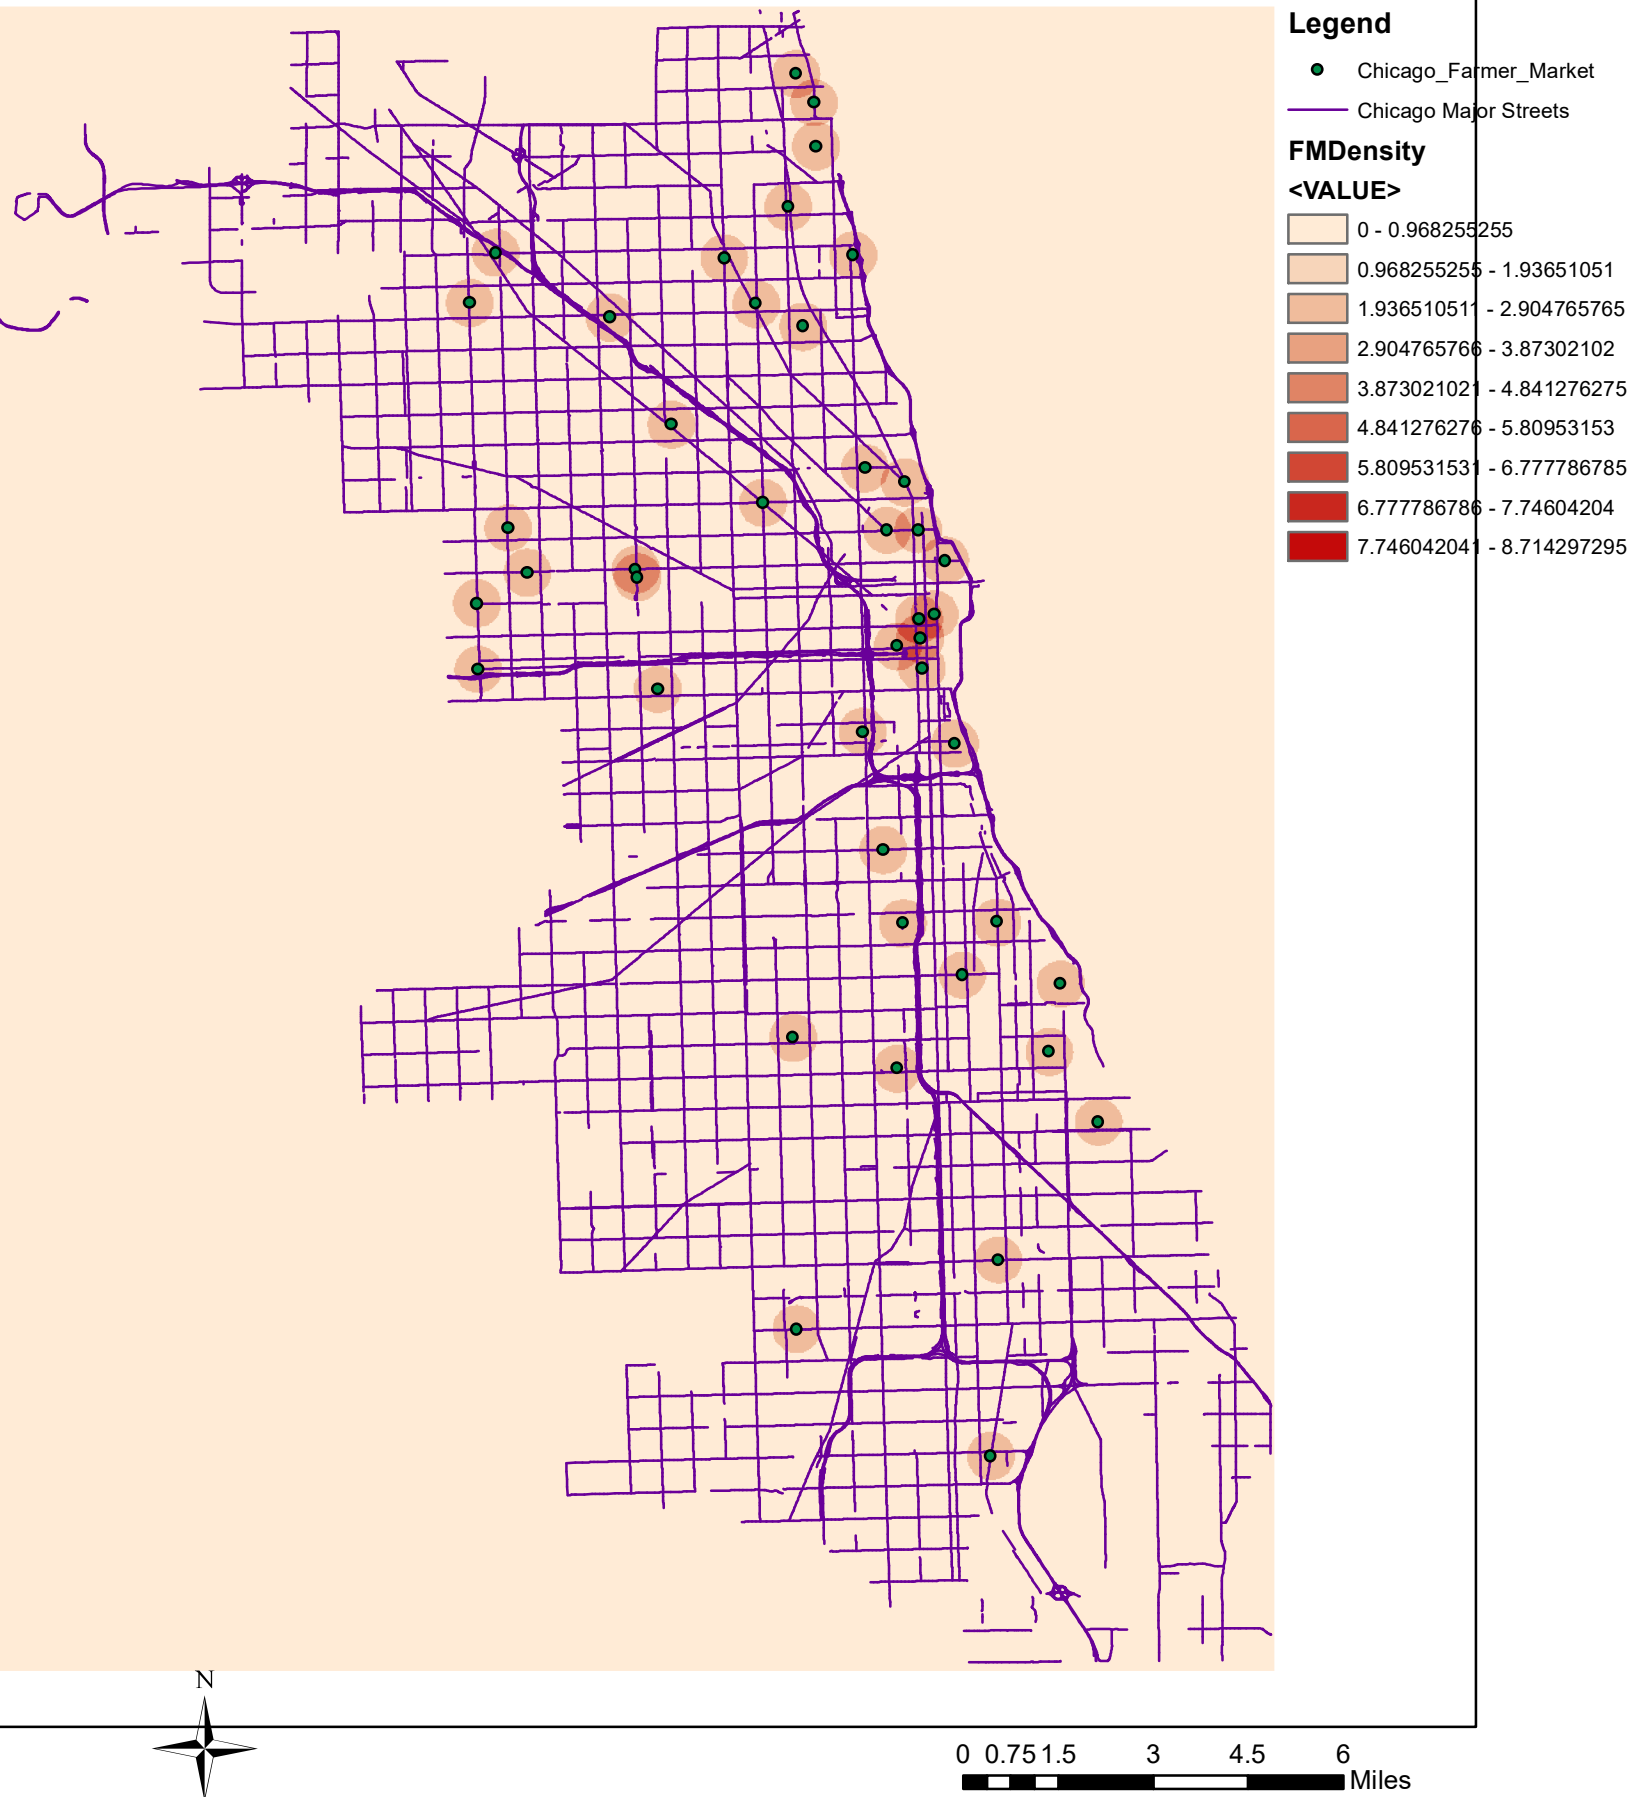 Legend
Chicago_Farmer_Market
Chicago Major Streets
FMDensity
<VALUE>
0 - 0.968255255
0.968255255 - 1.93651051
1.936510511 - 2.904765765
2.904765766 - 3.87302102
3.873021021 - 4.841276275
4.841276276 - 5.80953153
5.809531531 - 6.777786785
6.777786786 - 7.74604204
7.746042041 - 8.714297295
N
0 0.75 1.5 3 4.5 6
Miles